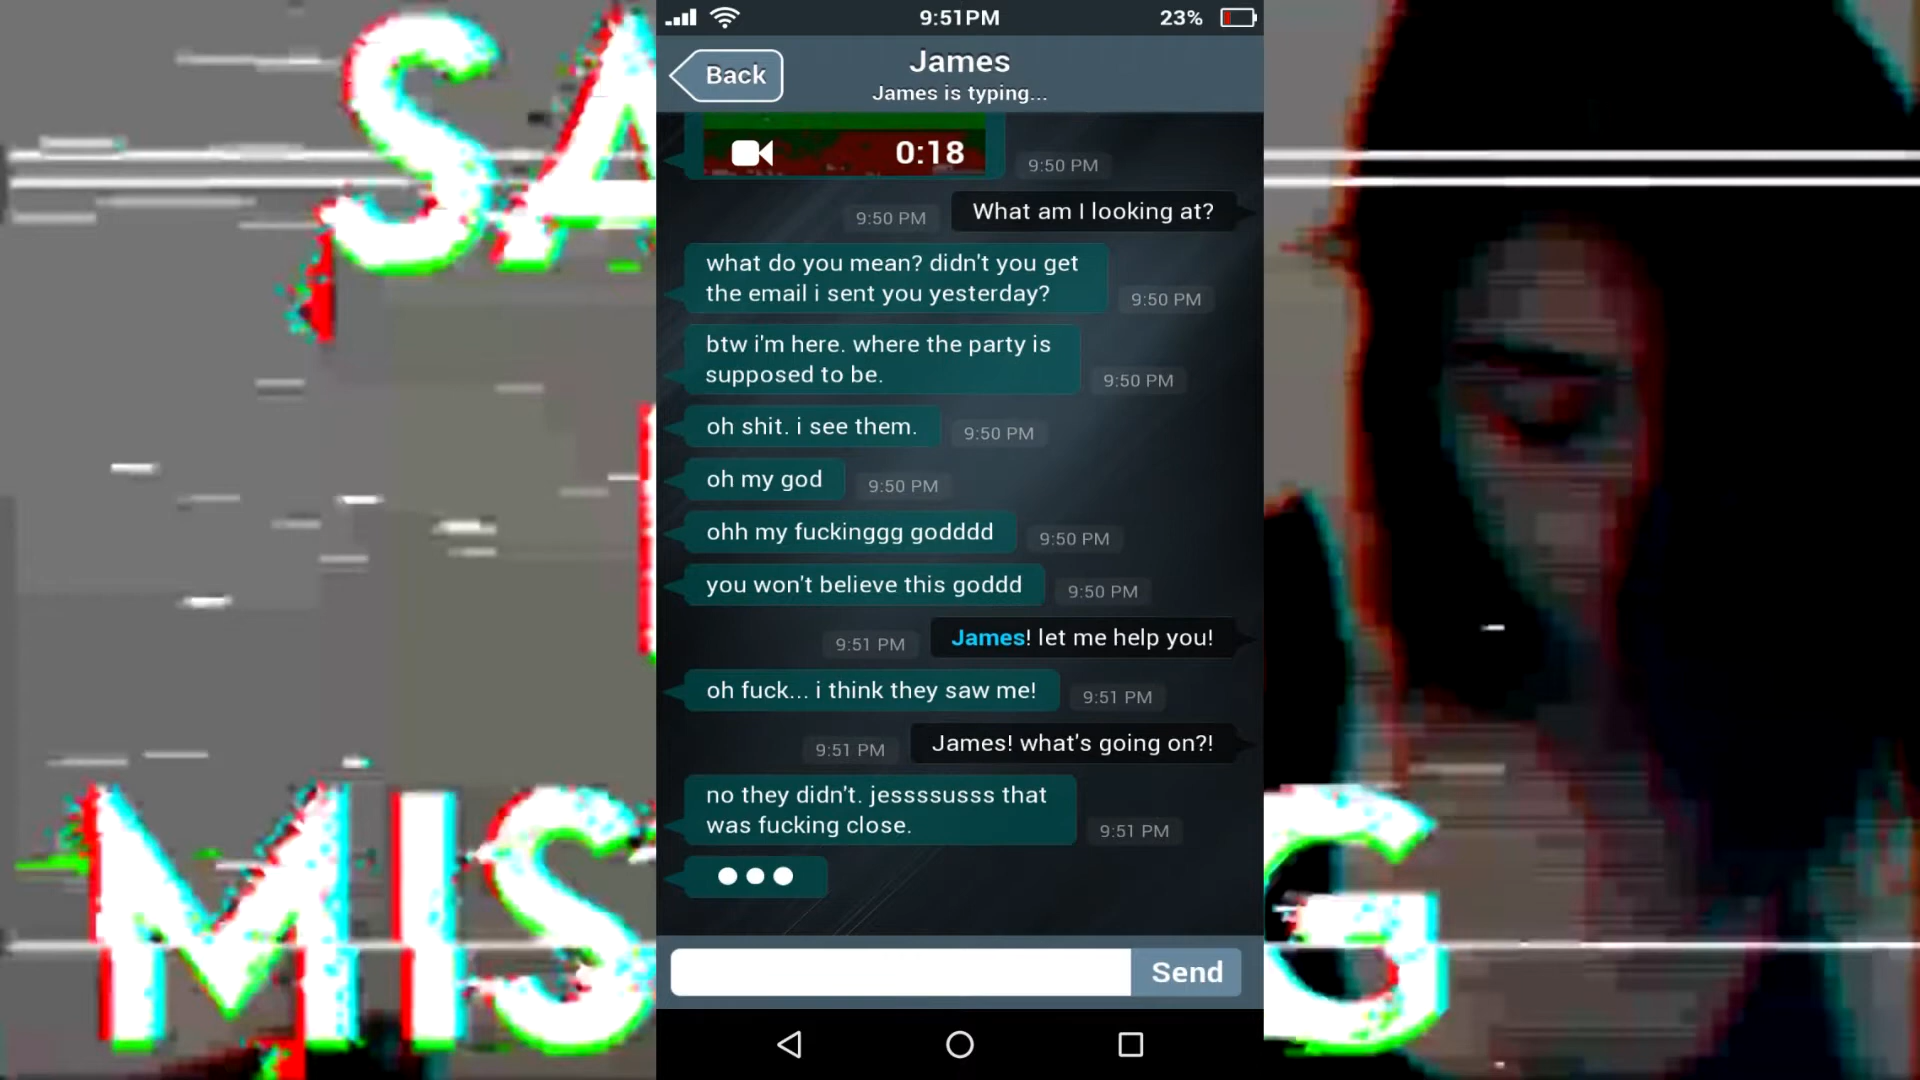 SA
MIS
G
9:51PM
23%
Back
James
James is typing...
0:18
9:50 PM
What am I looking at?
9:50 PM
what do you mean? didn't you get
the email i sent you yesterday?
9:50 PM
btw i'm here. where the party is
supposed to be.
9:50 PM
oh shit. i see them.
9:50 PM
oh my god
9:50 PM
ohh my fuckinggg godddd
9:50 PM
you won't believe this goddd
9:50 PM
James! let me help you!
9:51 PM
oh fuck... i think they saw me!
9:51 PM
James! what's going on?!
9:51 PM
no they didn't. jessssusss that
was fucking close.
9:51 PM
Send